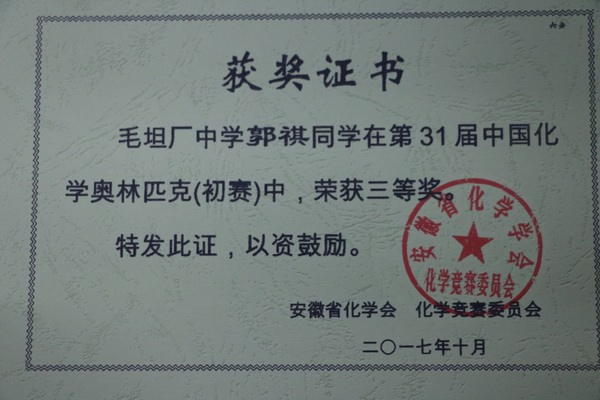 六安
获奖证书
毛坦厂中学郭祺同学在第31届中国化
学奥林匹克(初赛)中，荣获三等奖。
特发此证，以资鼓励。
安徽省化学学会
化学竞赛委员会
安徽省化学会 化学竞赛委员会
二〇一七年十月